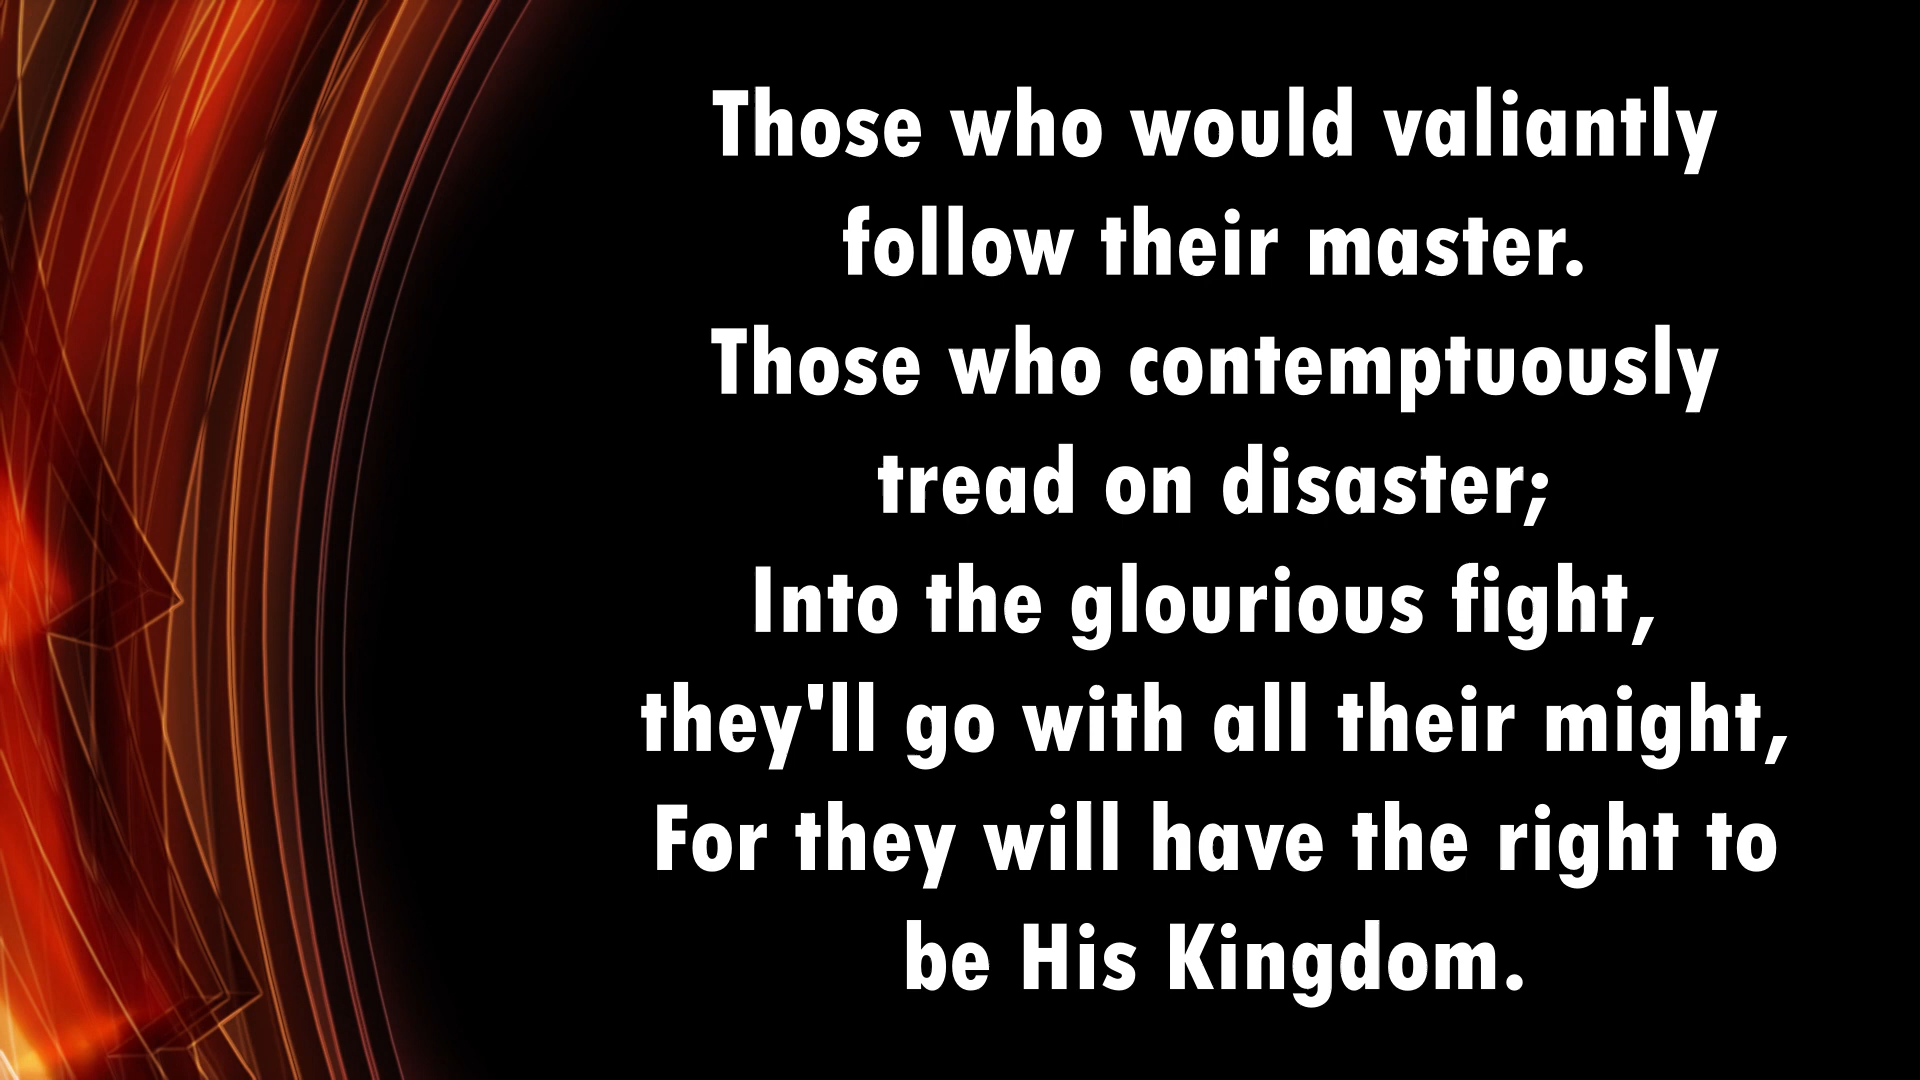 Those who would valiantly
follow their master.
Those who contemptuously
tread on disaster;
Into the glourious fight,
they'll go with all their might,
For they will have the right to
be His Kingdom.